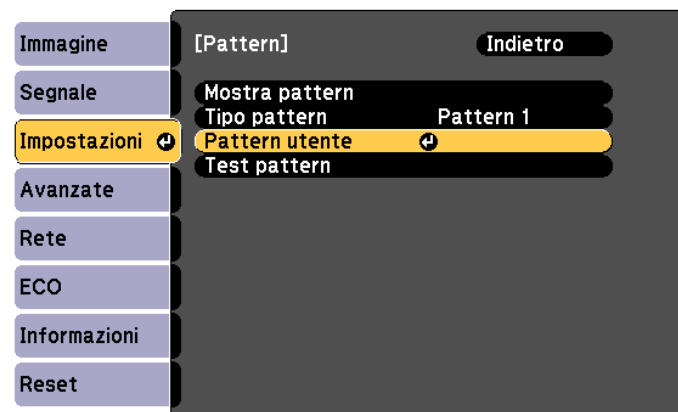 Immagine
Segnale
Impostazioni
Avanzate
Rete
ECO
Informazioni
Reset
[Pattern] Indietro
Mostra pattern
Tipo pattern Pattern 1
Pattern utente
Test pattern